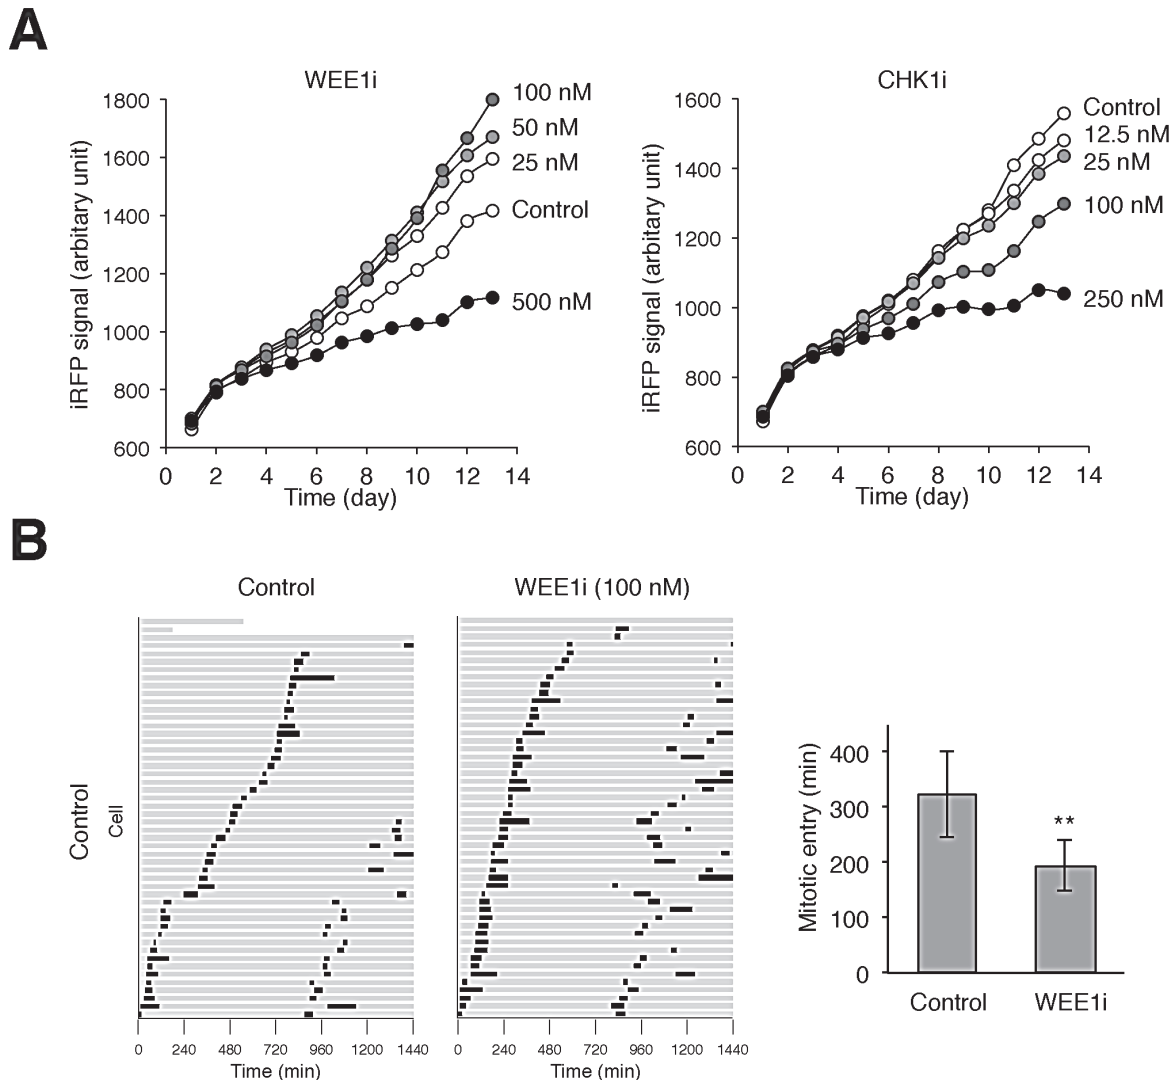 A
WEE1i
iRFP signal (arbitary unit)
1800
1600
1400
1200
1000
800
600
0 2 4 6 8 10 12 14
Time (day)
100 nM
50 nM
25 nM
Control
500 nM
CHK1i
iRFP signal (arbitary unit)
1600
1400
1200
1000
800
600
0 2 4 6 8 10 12 14
Time (day)
Control
12.5 nM
25 nM
100 nM
250 nM
B
Control
Control
Cell
0 240 480 720 960 1200 1440
Time (min)
WEE1i (100 nM)
0 240 480 720 960 1200 1440
Time (min)
Mitotic entry (min)
400
300
200
100
0
**
Control WEE1i